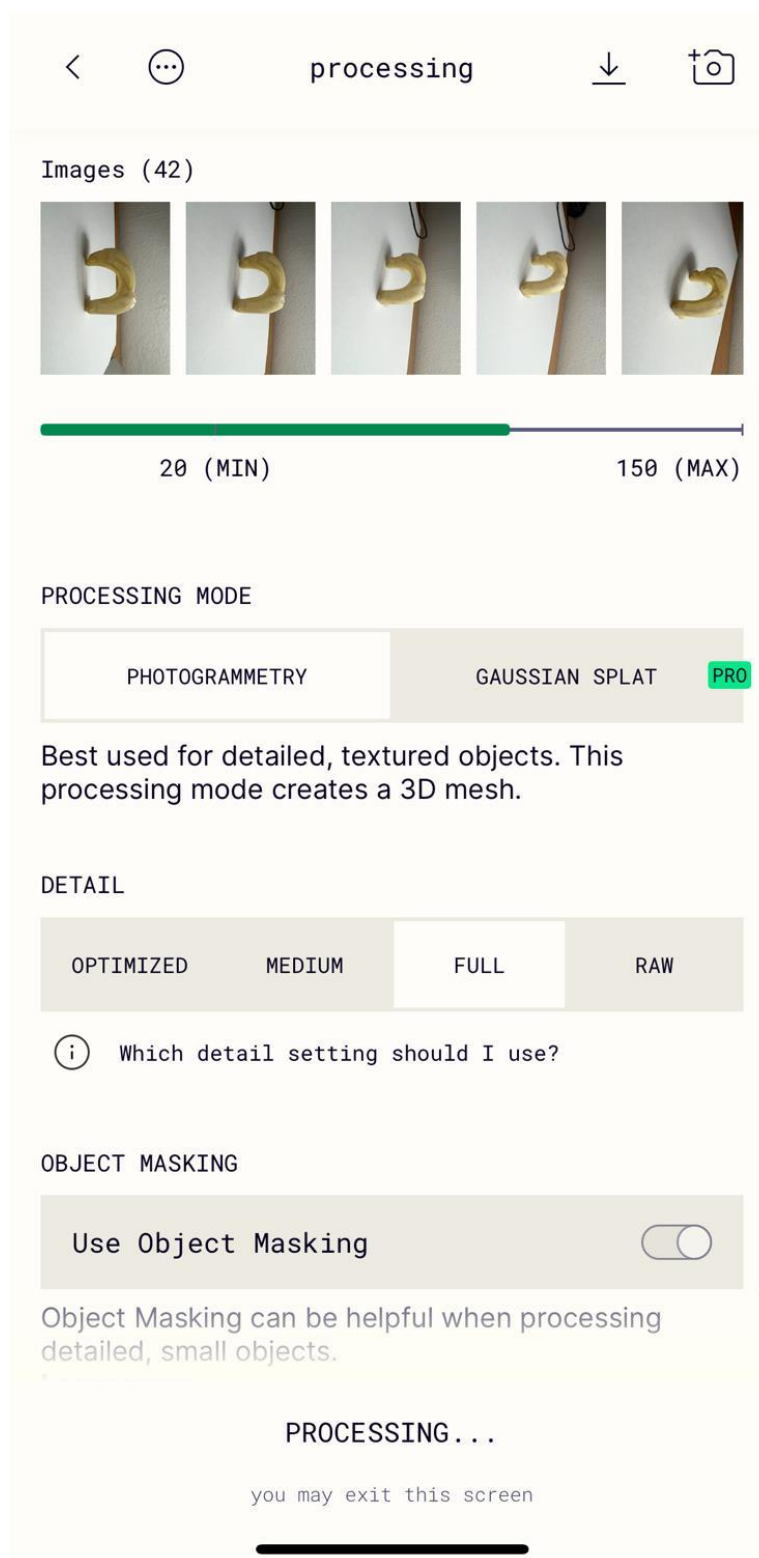 processing
Images (42)
20 (MIN)
150 (MAX)
PROCESSING MODE
PHOTOGRAMMETRY
GAUSSIAN SPLAT
PRO
Best used for detailed, textured objects. This
processing mode creates a 3D mesh.
DETAIL
OPTIMIZED
MEDIUM
FULL
RAW
Which detail setting should I use?
OBJECT MASKING
Use Object Masking
Object Masking can be helpful when processing
detailed, small objects.
PROCESSING...
you may exit this screen